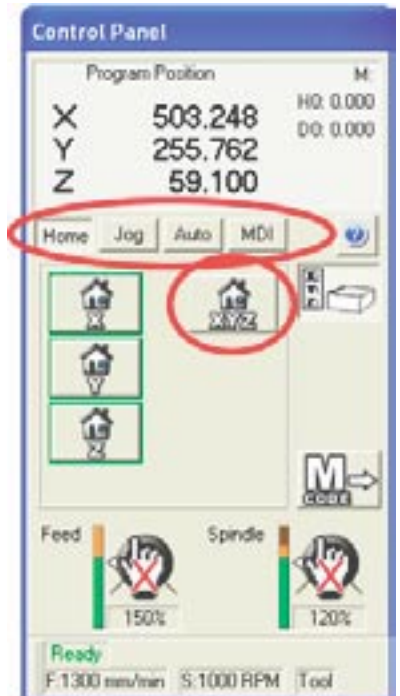 Control Panel
Program Position M:
X 503.248 H0: 0.000
Y 255.762 D0: 0.000
Z 59.100
Home Jog Auto MDI
X XYZ
Y
Z
M
CODE
Feed Spindle
150% 120%
Ready
F:1300 mm/min S:1000 RPM Tool